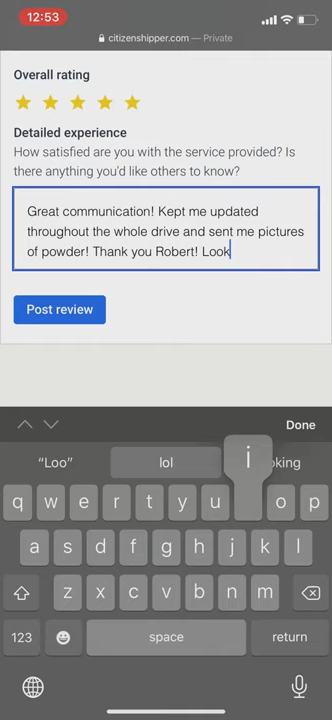 12:53
citizenshipper.com — Private
Overall rating
Detailed experience
How satisfied are you with the service provided? Is
there anything you'd like others to know?
Great communication! Kept me updated
throughout the whole drive and sent me pictures
of powder! Thank you Robert! Look
Post review
Done
“Loo” lol oking
i
q w e r t y u o p
a s d f g h j k l
z x c v b n m
123 space return